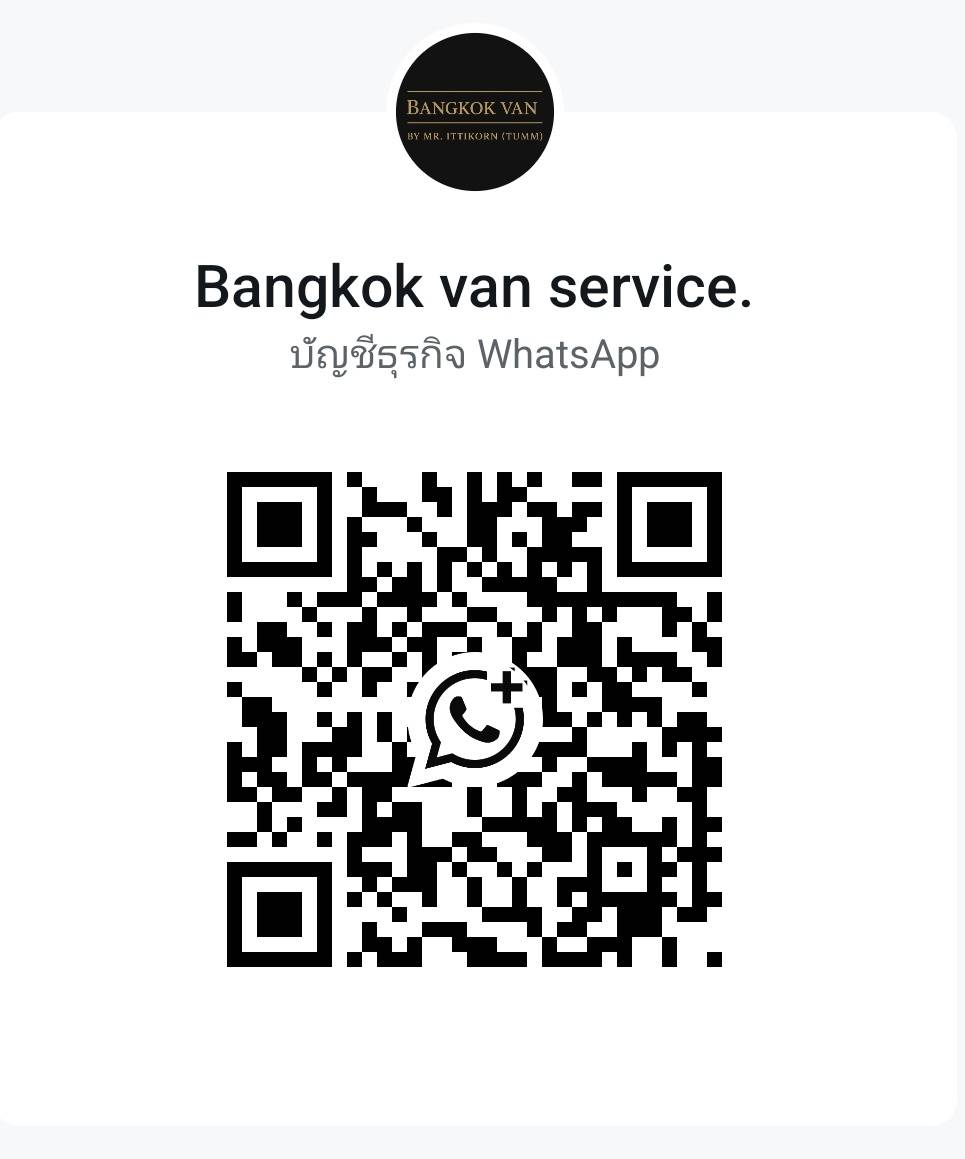 BANGKOK VAN
BY MR. ITTIKORN (TUMM)
Bangkok van service.
บัญชีธุรกิจ WhatsApp